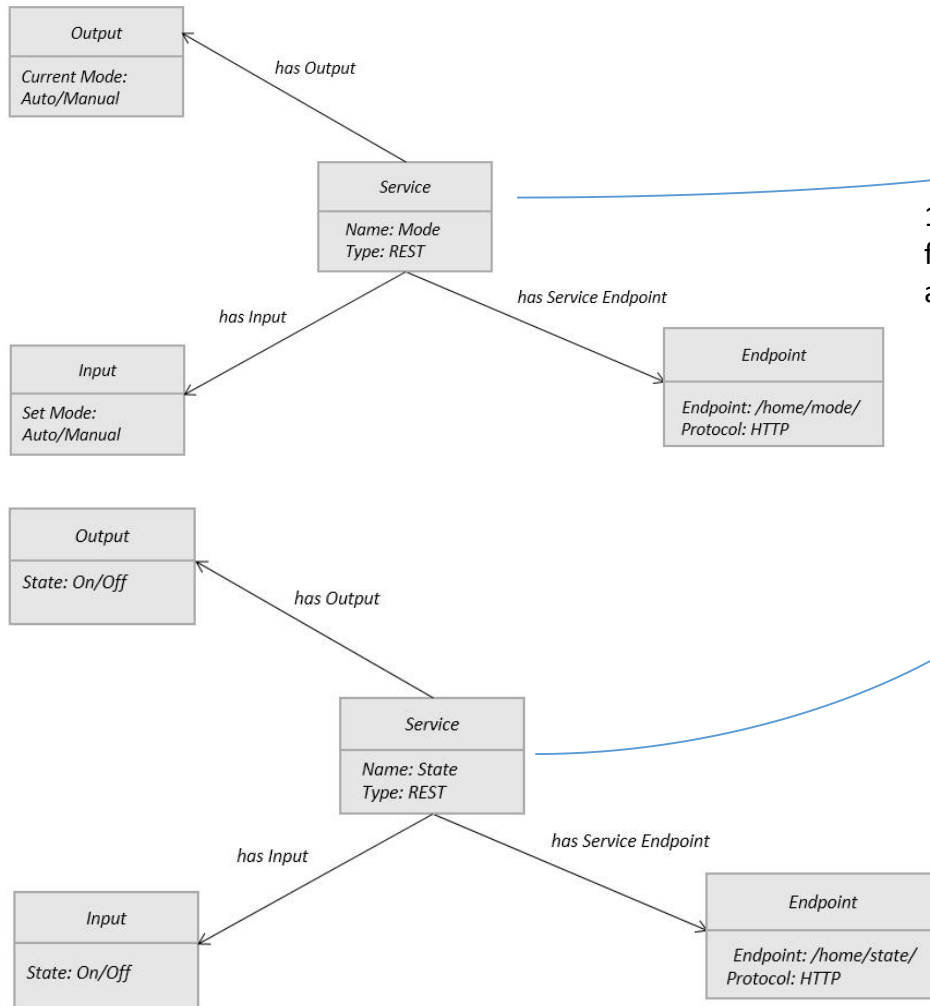 Output
Current Mode:
Auto/Manual
has Output
Service
Name: Mode
Type: REST
has Input
has Service Endpoint
Input
Set Mode:
Auto/Manual
Endpoint
Endpoint: /home/mode/
Protocol: HTTP
Output
State: On/Off
has Output
Service
Name: State
Type: REST
has Input
has Service Endpoint
Input
State: On/Off
Endpoint
Endpoint: /home/state/
Protocol: HTTP